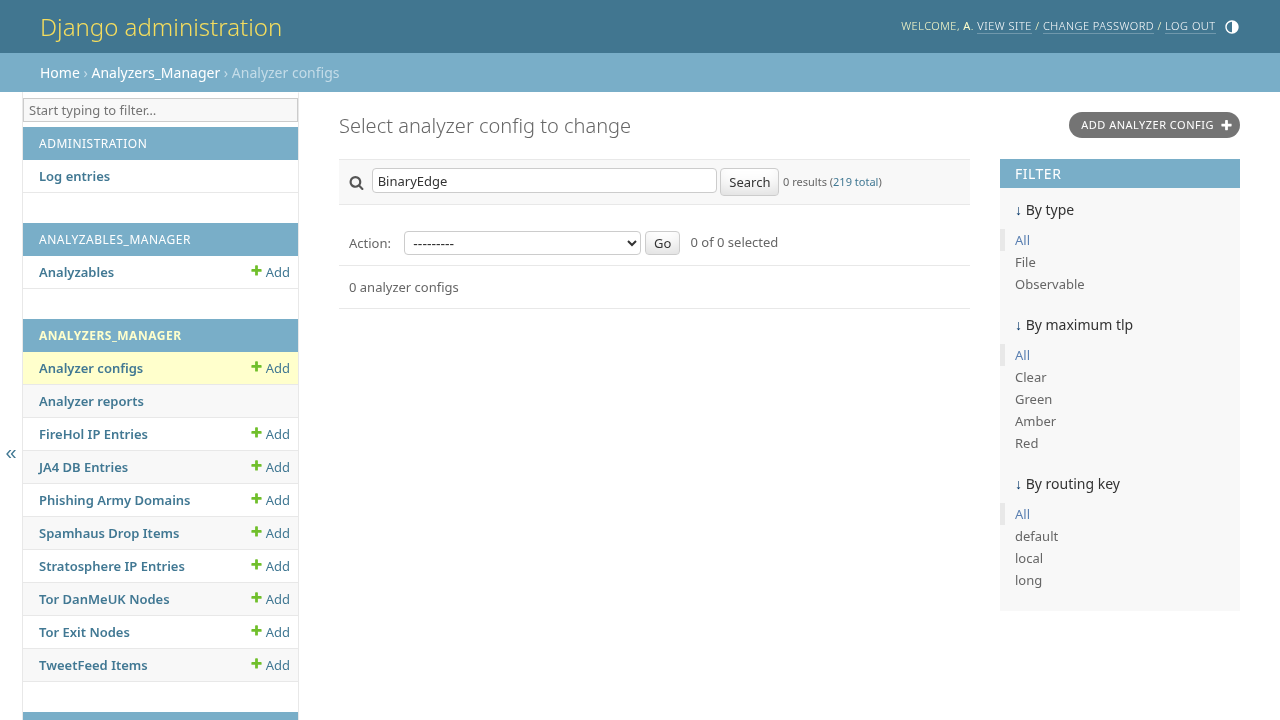 Django administration
WELCOME, A. VIEW SITE / CHANGE PASSWORD / LOG OUT
Home › Analyzers_Manager › Analyzer configs
Start typing to filter...
ADMINISTRATION
Log entries
ANALYZABLES_MANAGER
Analyzables Add
ANALYZERS_MANAGER
Analyzer configs Add
Analyzer reports
FireHol IP Entries Add
JA4 DB Entries Add
Phishing Army Domains Add
Spamhaus Drop Items Add
Stratosphere IP Entries Add
Tor DanMeUK Nodes Add
Tor Exit Nodes Add
TweetFeed Items Add
«
Select analyzer config to change
ADD ANALYZER CONFIG
BinaryEdge Search 0 results (219 total)
Action: --------- Go 0 of 0 selected
0 analyzer configs
FILTER
↓ By type
All
File
Observable
↓ By maximum tlp
All
Clear
Green
Amber
Red
↓ By routing key
All
default
local
long